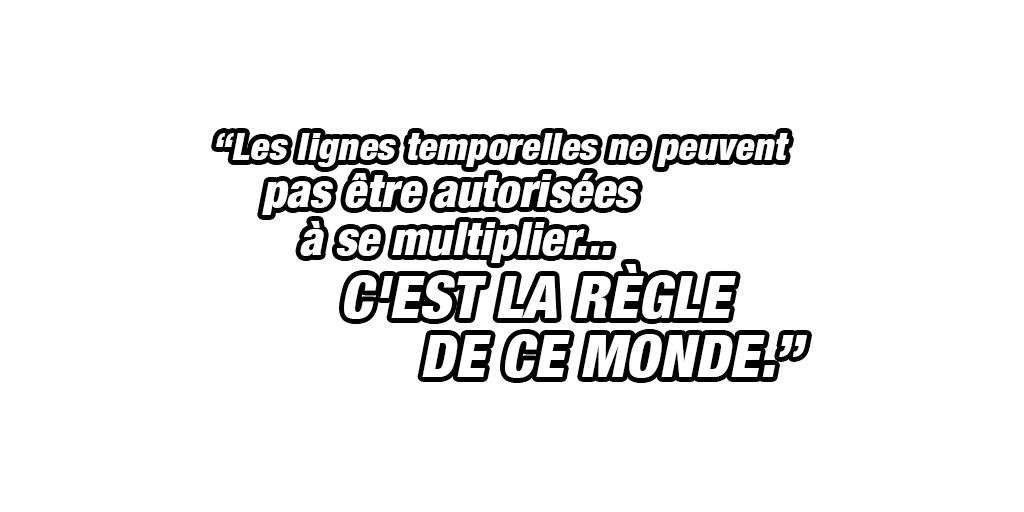 “Les lignes temporelles ne peuvent
pas être autorisées
à se multiplier...
C'EST LA RÈGLE
DE CE MONDE.”